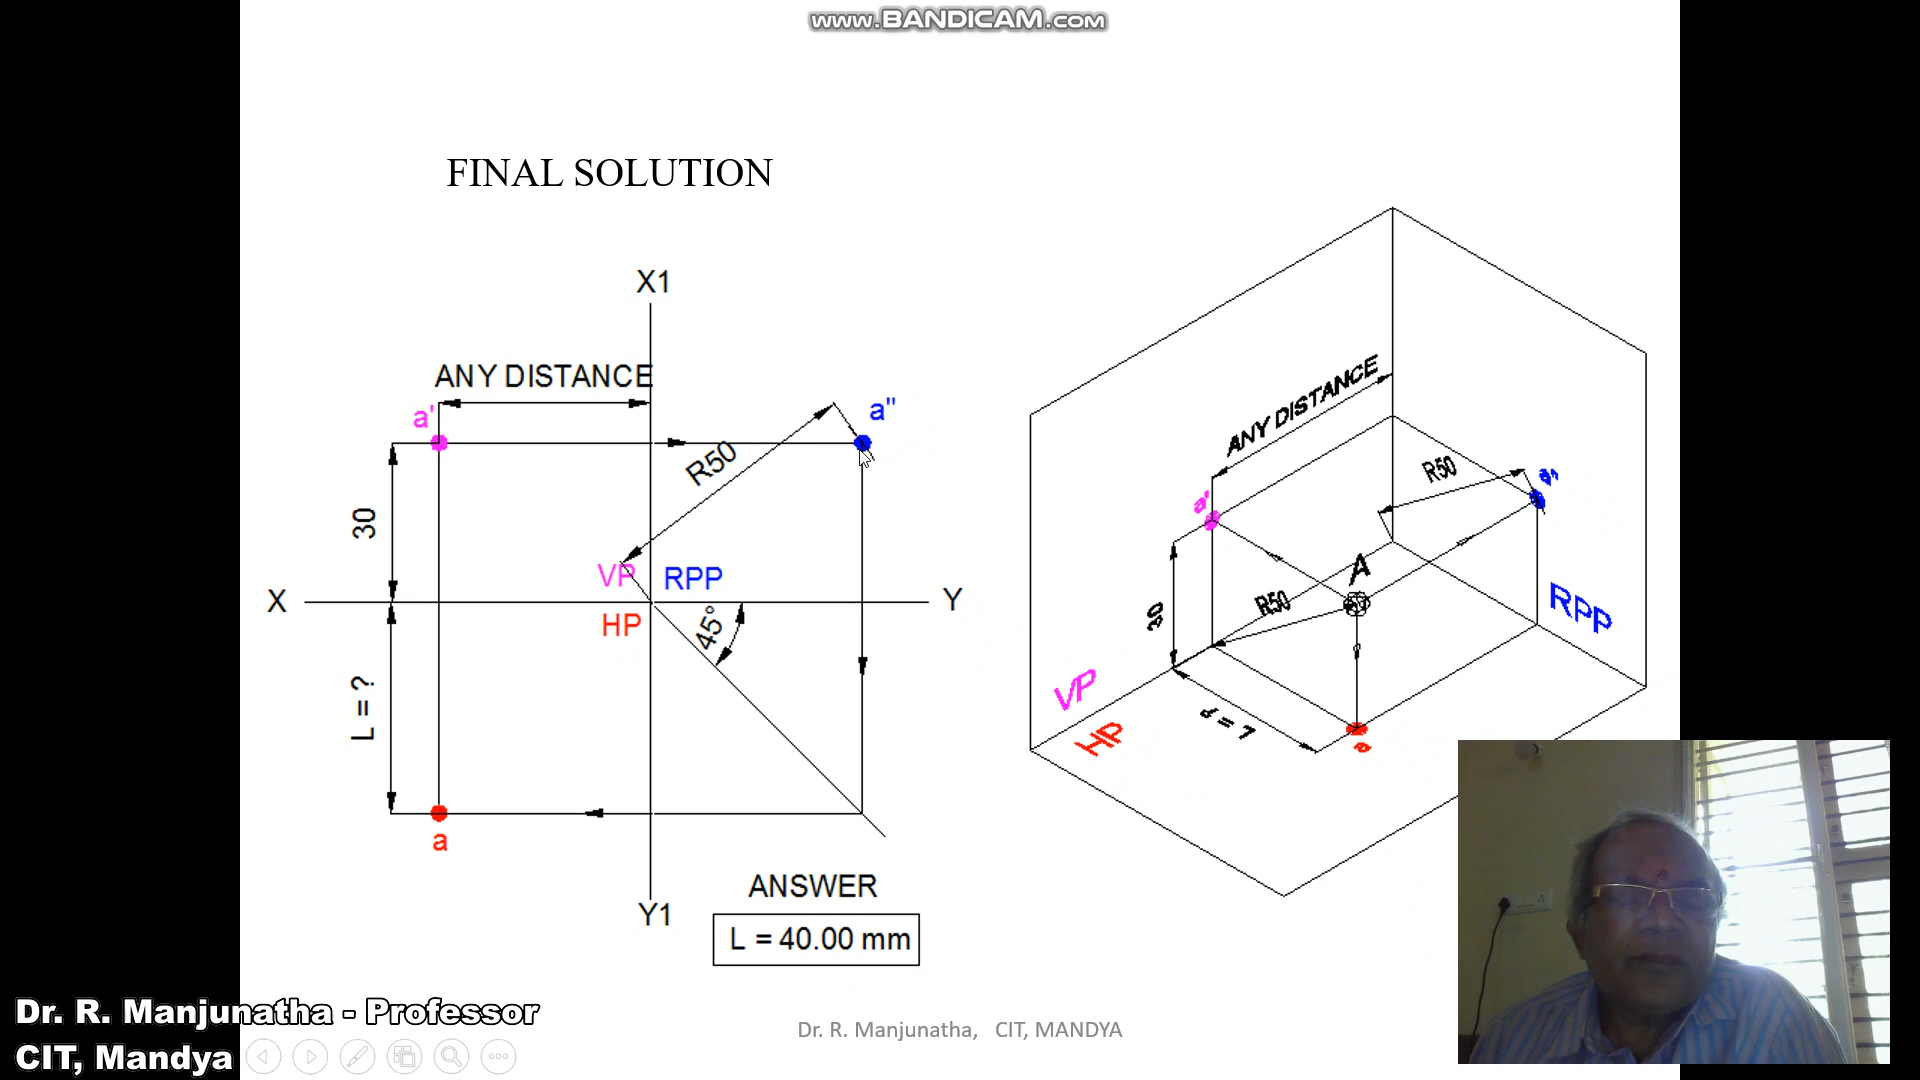 www.BANDICAM.com
FINAL SOLUTION
X1
ANY DISTANCE
a'
a"
R50
30
VP
RPP
X
Y
HP
45°
L = ?
a
Y1
ANSWER
L = 40.00 mm
ANY DISTANCE
R50
a'
a"
A
R50
30
RPP
VP
HP
a
Dr. R. Manjunatha - Professor
CIT, Mandya
Dr. R. Manjunatha, CIT, MANDYA